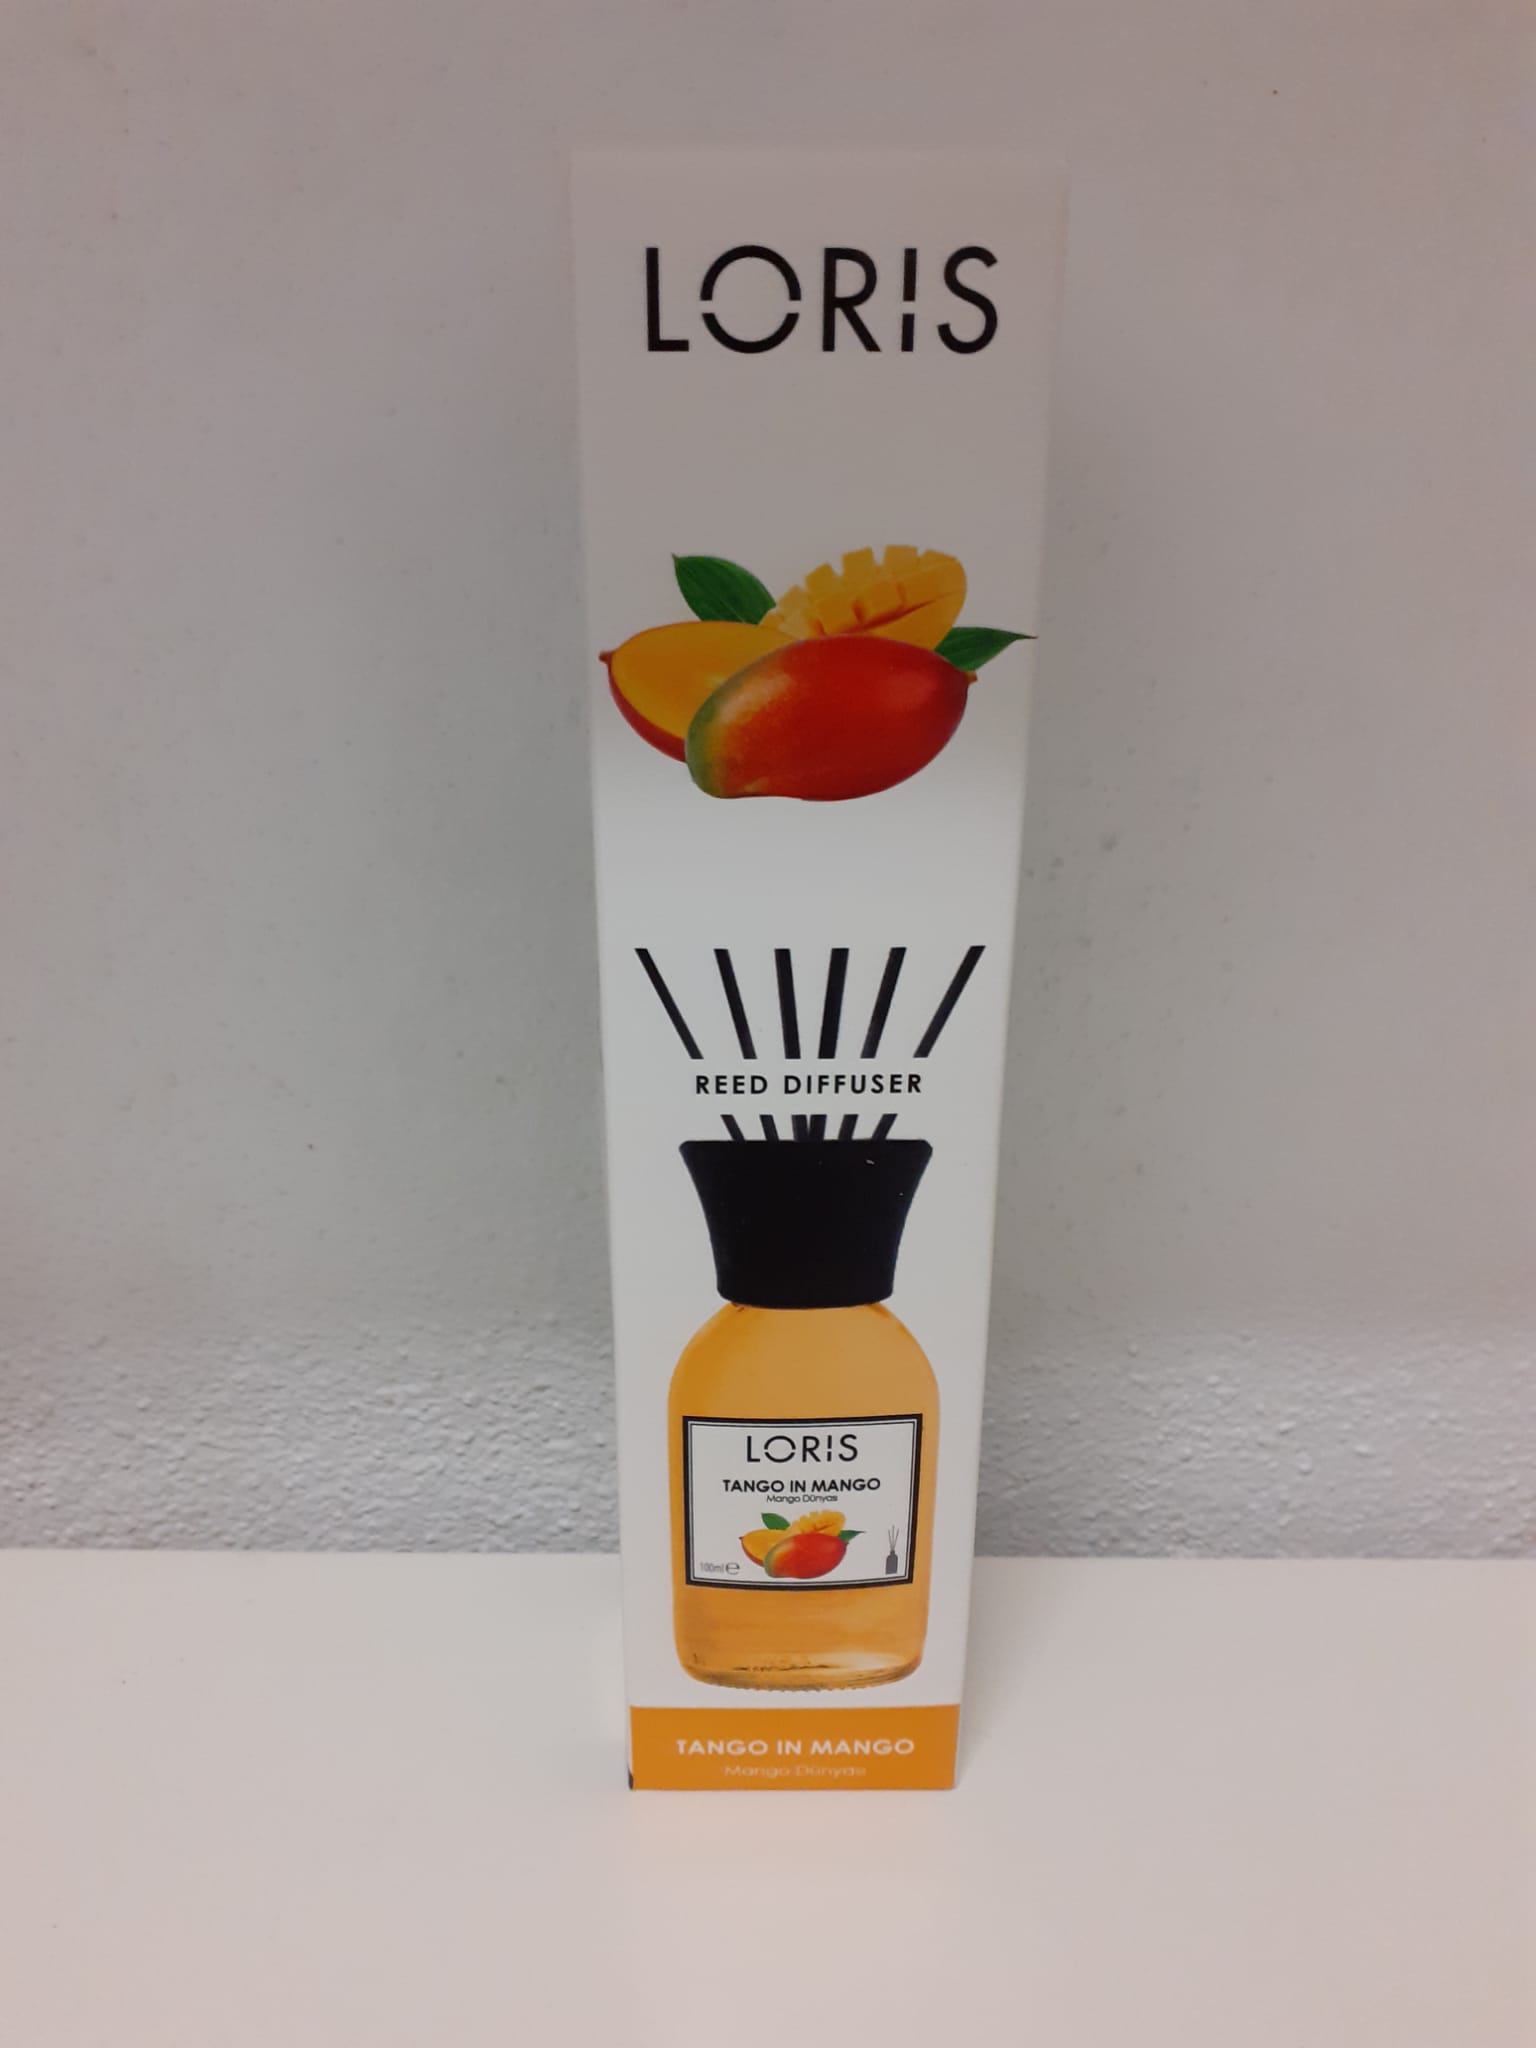 LORIS
REED DIFFUSER
LORIS
TANGO IN MANGO
Mango Dünyası
100ml ℮
TANGO IN MANGO
Mango Dünyası